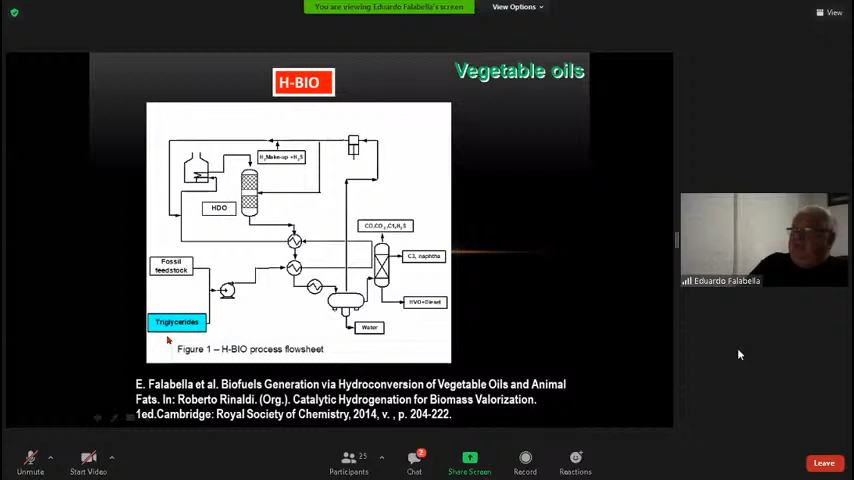 You are viewing Eduardo Falabella's screen
View Options
View
H-BIO
Vegetable oils
H2 Make-up +H2S
HDO
CO,CO2,C1,H2S
Fossil
feedstock
C3, naphtha
HVO+Diesel
Triglycerides
Water
Figure 1 – H-BIO process flowsheet
E. Falabella et al. Biofuels Generation via Hydroconversion of Vegetable Oils and Animal
Fats. In: Roberto Rinaldi. (Org.). Catalytic Hydrogenation for Biomass Valorization.
1ed.Cambridge: Royal Society of Chemistry, 2014, v. , p. 204-222.
Eduardo Falabella
Unmute
Start Video
25
Participants
2
Chat
Share Screen
Record
Reactions
Leave